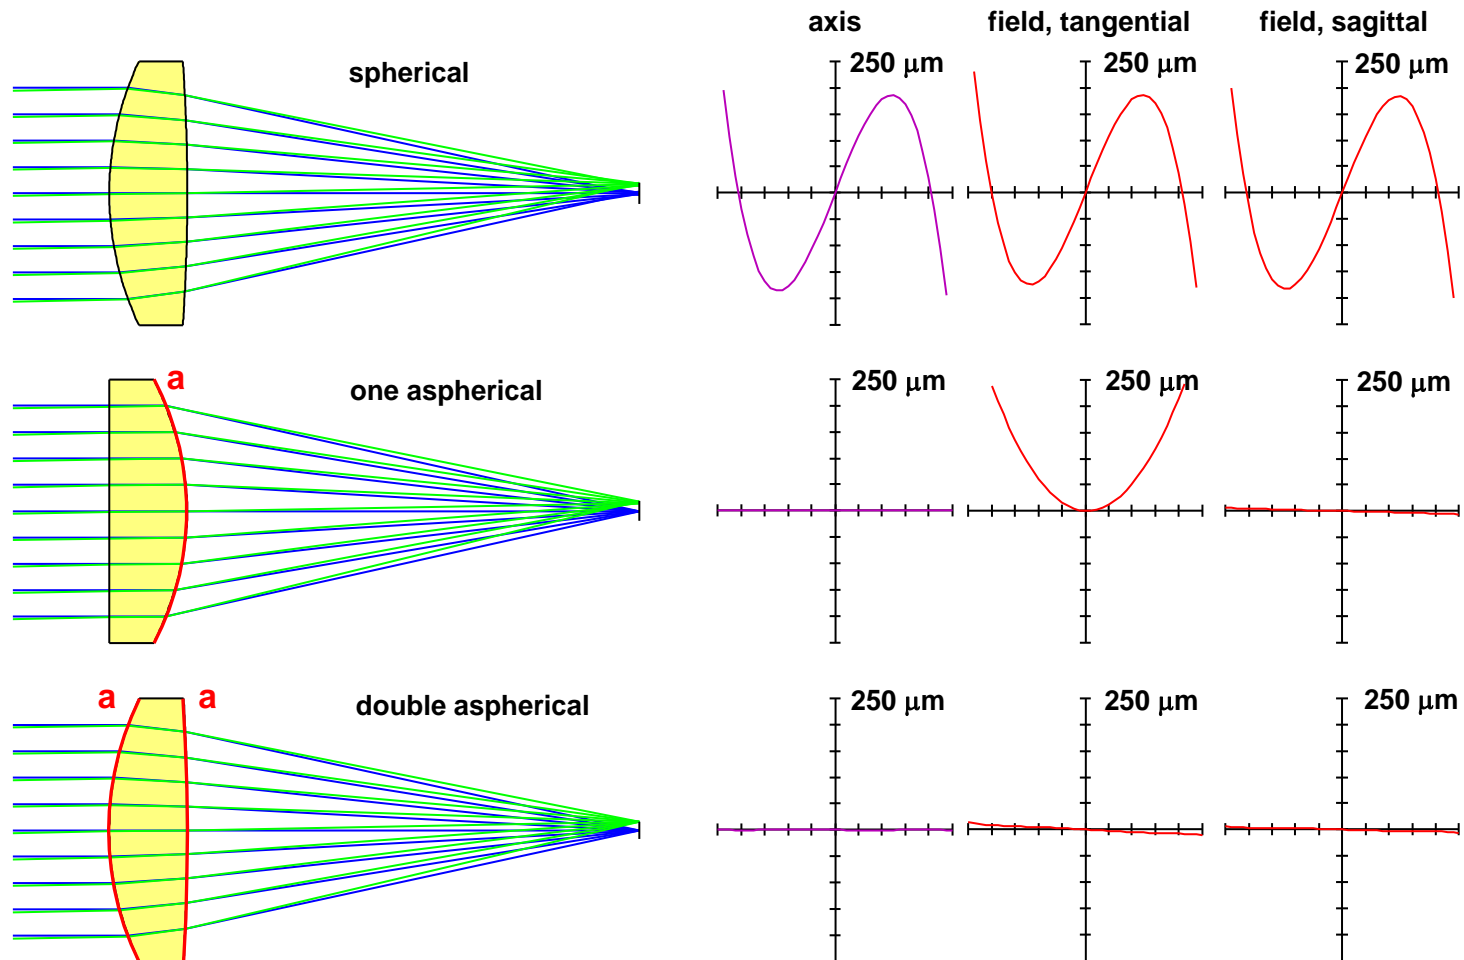 axis field, tangential field, sagittal
spherical 250 μm 250 μm 250 μm
a
one aspherical 250 μm 250 μm 250 μm
a a
double aspherical 250 μm 250 μm 250 μm